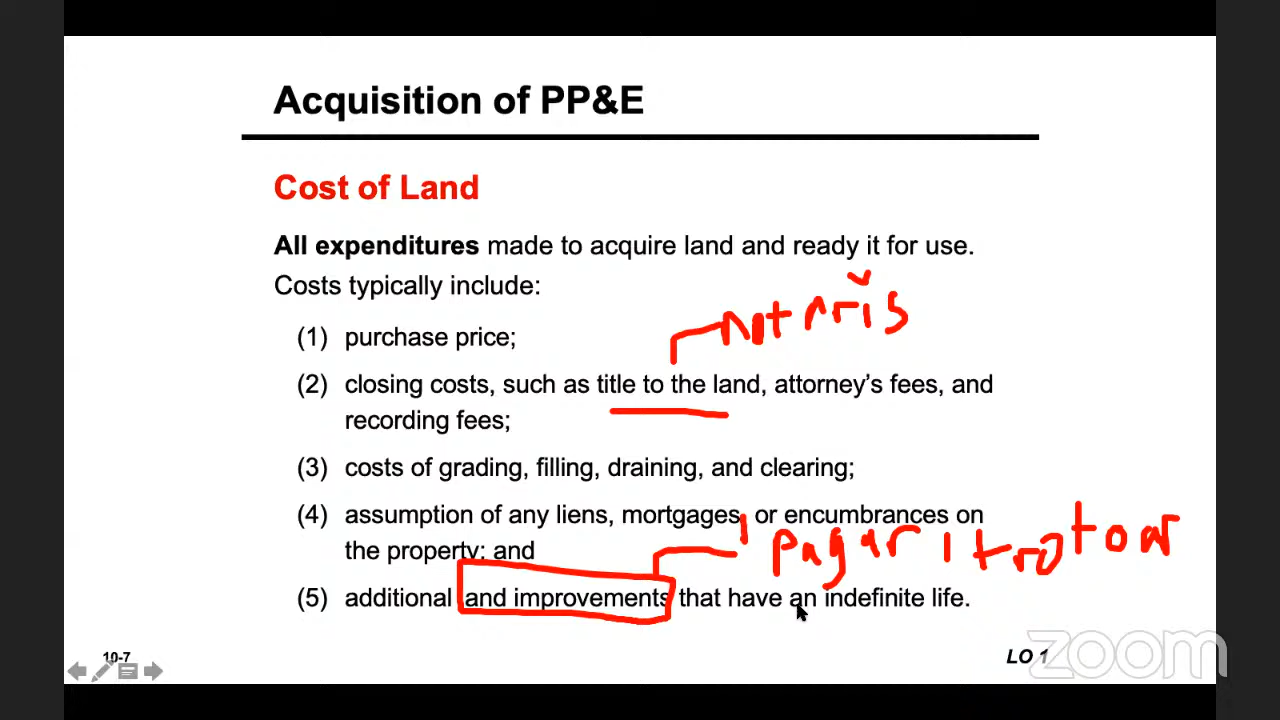 Acquisition of PP&E
Cost of Land
All expenditures made to acquire land and ready it for use.
Costs typically include:
notaris
(1) purchase price;
(2) closing costs, such as title to the land, attorney’s fees, and
recording fees;
(3) costs of grading, filling, draining, and clearing;
(4) assumption of any liens, mortgages, or encumbrances on
the property; and
pagar, trotoar
(5) additional and improvements that have an indefinite life.
10-7
LO 1
zoom